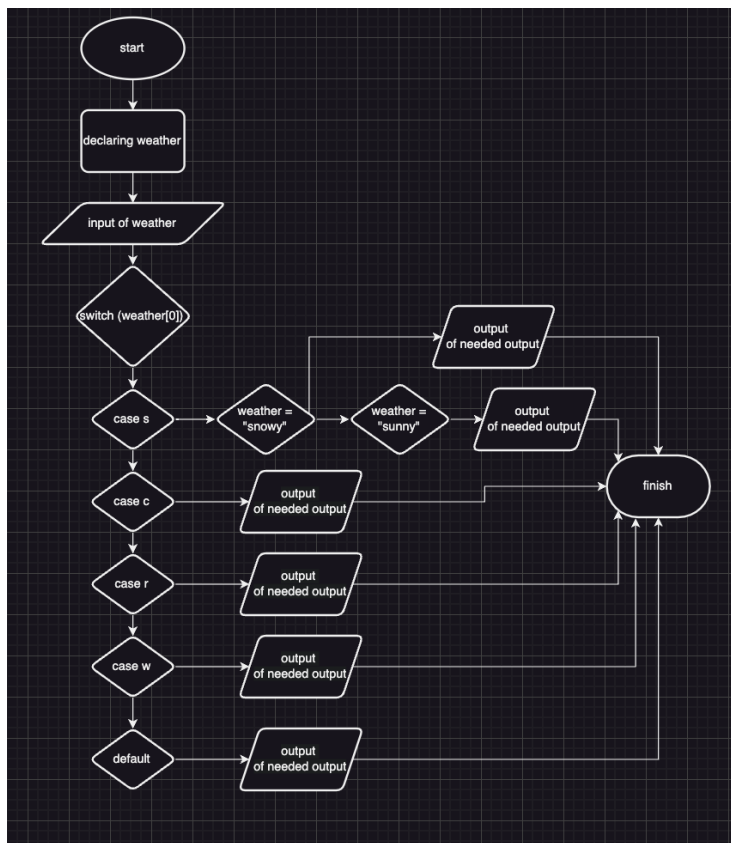 start
declaring weather
input of weather
switch (weather[0])
output
of needed output
case s
weather =
"snowy"
weather =
"sunny"
output
of needed output
finish
case c
output
of needed output
case r
output
of needed output
case w
output
of needed output
default
output
of needed output